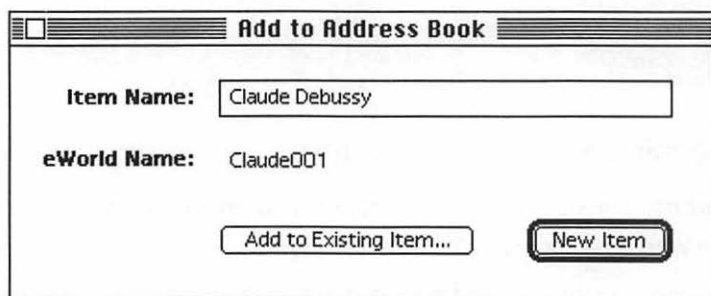 Add to Address Book
Item Name: Claude Debussy
eWorld Name: Claude001
Add to Existing Item... New Item